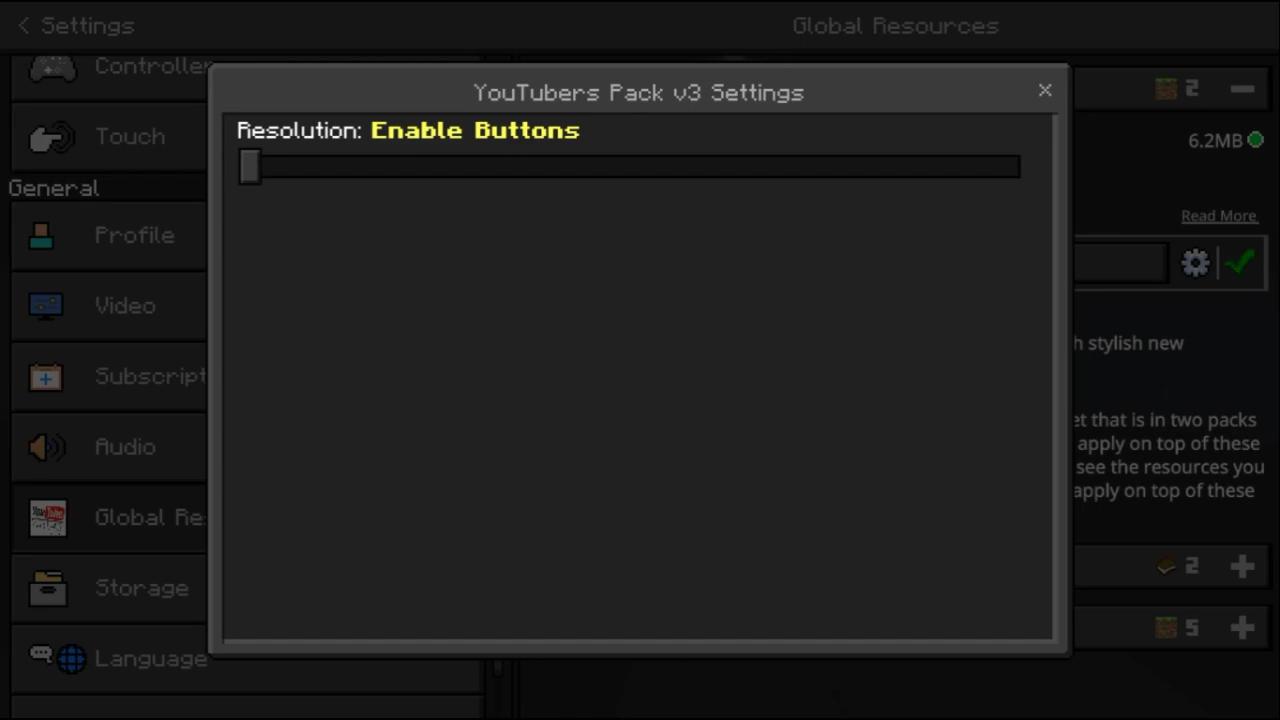 Settings
Global Resources
Controller
Touch
General
Profile
Video
Subscript
Audio
Global Re
Storage
Language
YouTubers Pack v3 Settings
Resolution: Enable Buttons
2
6.2MB
Read More
h stylish new
et that is in two packs
apply on top of these
see the resources you
apply on top of these
2
5